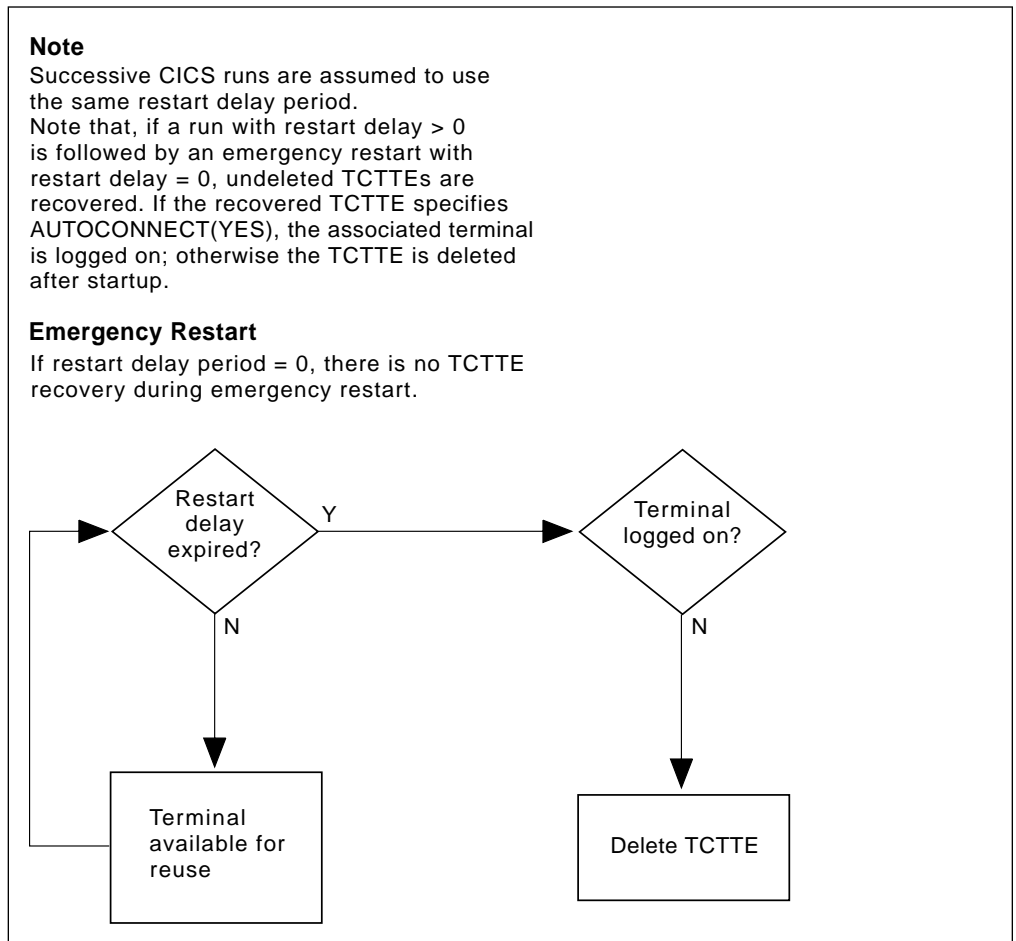 Note
Successive CICS runs are assumed to use
the same restart delay period.
Note that, if a run with restart delay > 0
is followed by an emergency restart with
restart delay = 0, undeleted TCTTEs are
recovered. If the recovered TCTTE specifies
AUTOCONNECT(YES), the associated terminal
is logged on; otherwise the TCTTE is deleted
after startup.
Emergency Restart
If restart delay period = 0, there is no TCTTE
recovery during emergency restart.
Restart
delay
expired?
Y
Terminal
logged on?
N
N
Terminal
available for
reuse
Delete TCTTE